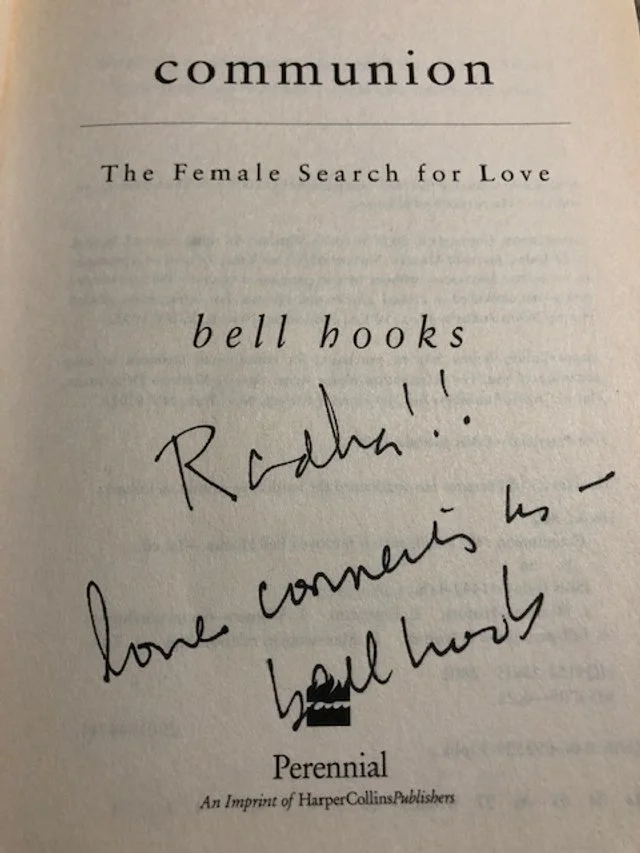 communion
The Female Search for Love
bell hooks
Radha!!
love connects us -
bell hooks
Perennial
An Imprint of HarperCollinsPublishers